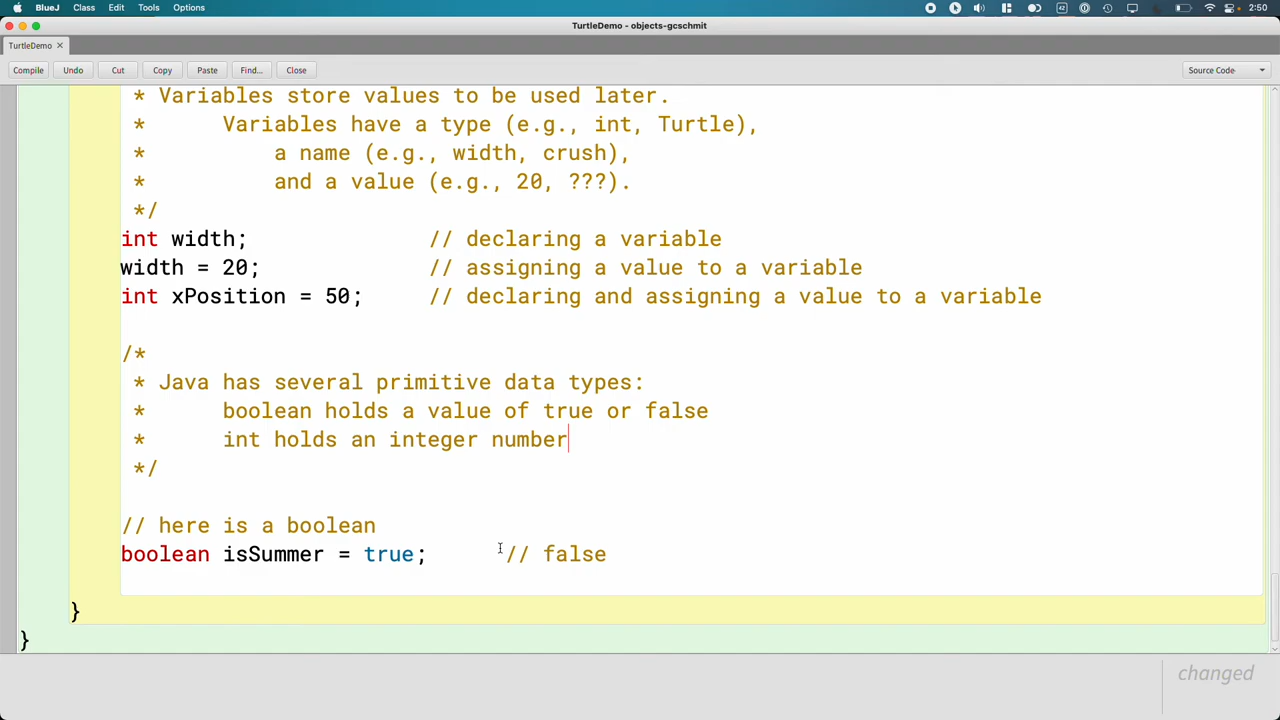 BlueJ Class Edit Tools Options 2:50
TurtleDemo - objects-gcschmit
TurtleDemo ×
Compile Undo Cut Copy Paste Find... Close Source Code
* Variables store values to be used later.
* Variables have a type (e.g., int, Turtle),
* a name (e.g., width, crush),
* and a value (e.g., 20, ???).
*/
int width; // declaring a variable
width = 20; // assigning a value to a variable
int xPosition = 50; // declaring and assigning a value to a variable
/*
* Java has several primitive data types:
* boolean holds a value of true or false
* int holds an integer number
*/
// here is a boolean
boolean isSummer = true; // false
}
}
changed